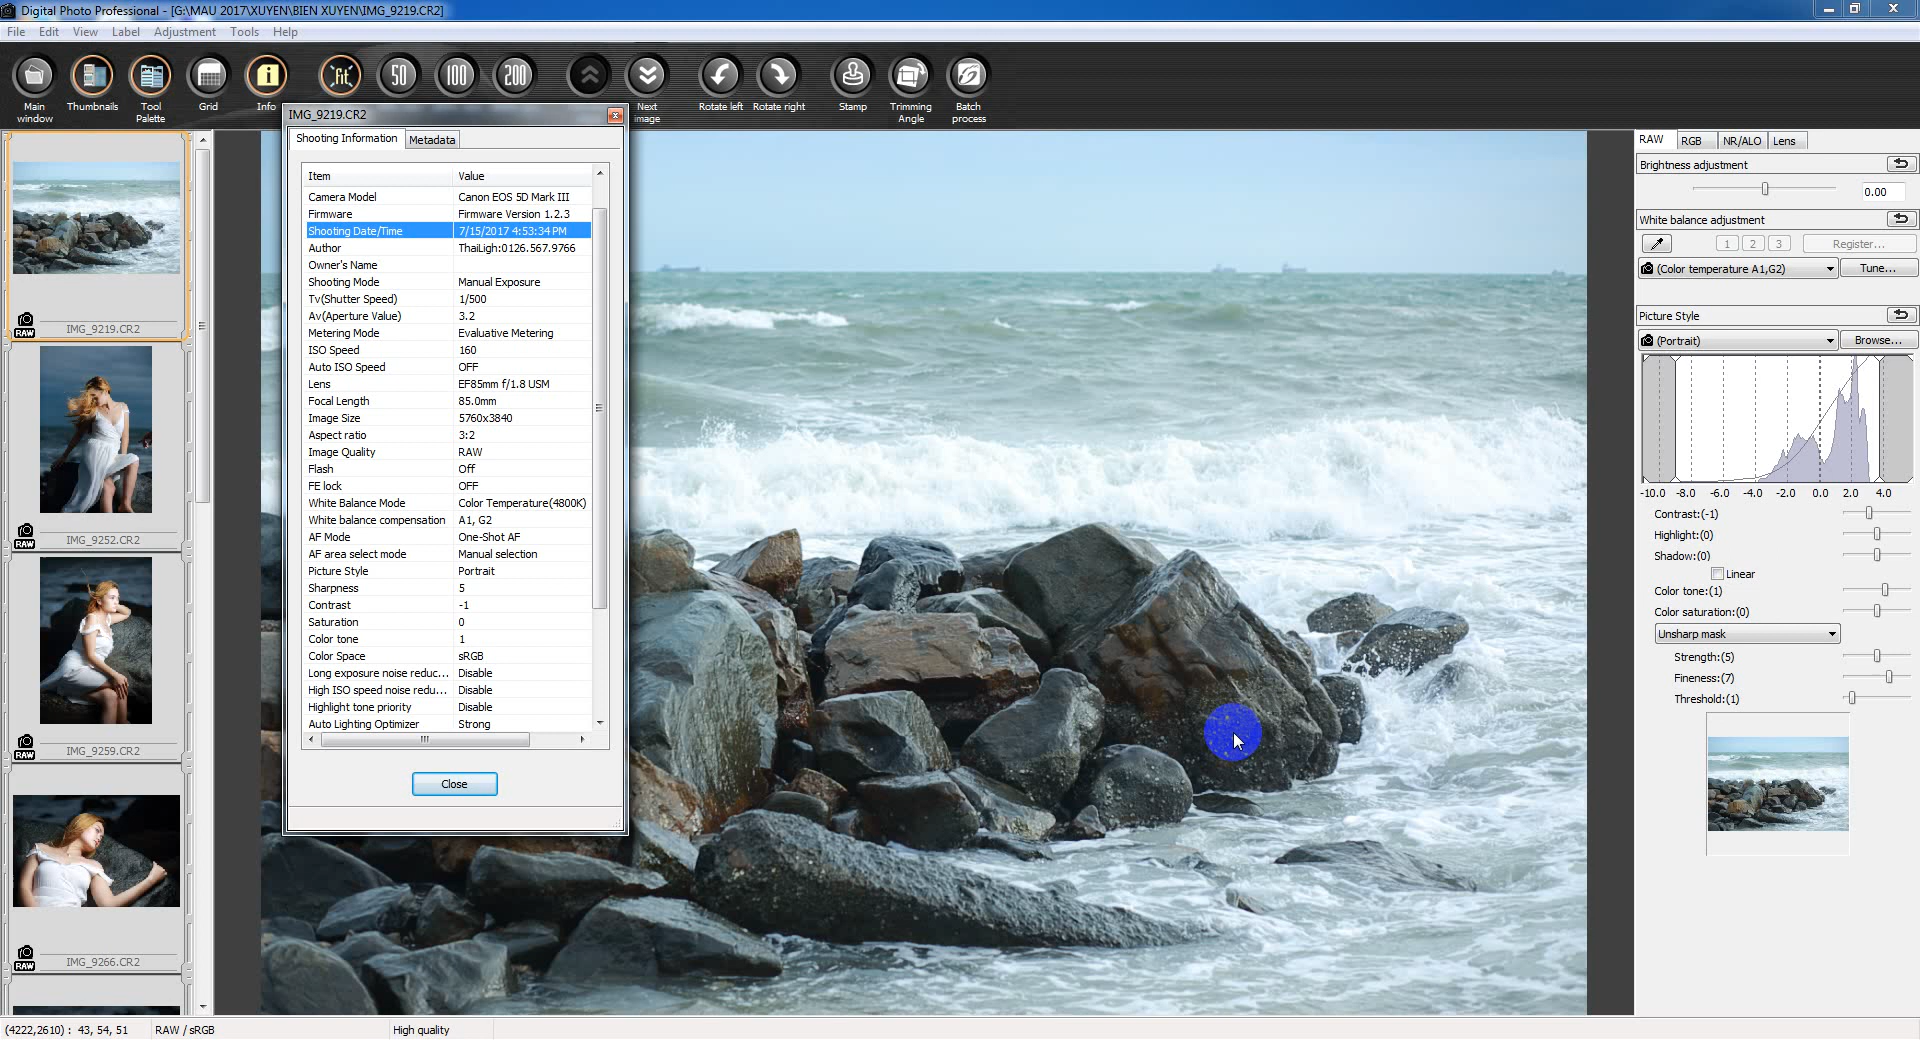 Digital Photo Professional - [G:\MAU 2017\XUYEN\BIEN XUYEN\IMG_9219.CR2]
File Edit View Label Adjustment Tools Help
fit 50 100 200
Main window
Thumbnails
Tool Palette
Grid
Info
Next image
Rotate left
Rotate right
Stamp
Trimming Angle
Batch process
RAW
IMG_9219.CR2
RAW
IMG_9252.CR2
RAW
IMG_9259.CR2
RAW
IMG_9266.CR2
IMG_9219.CR2
Shooting Information Metadata
Item Value
Camera Model Canon EOS 5D Mark III
Firmware Firmware Version 1.2.3
Shooting Date/Time 7/15/2017 4:53:34 PM
Author ThaiLigh:0126.567.9766
Owner's Name
Shooting Mode Manual Exposure
Tv(Shutter Speed) 1/500
Av(Aperture Value) 3.2
Metering Mode Evaluative Metering
ISO Speed 160
Auto ISO Speed OFF
Lens EF85mm f/1.8 USM
Focal Length 85.0mm
Image Size 5760x3840
Aspect ratio 3:2
Image Quality RAW
Flash Off
FE lock OFF
White Balance Mode Color Temperature(4800K)
White balance compensation A1, G2
AF Mode One-Shot AF
AF area select mode Manual selection
Picture Style Portrait
Sharpness 5
Contrast -1
Saturation 0
Color tone 1
Color Space sRGB
Long exposure noise reduc... Disable
High ISO speed noise redu... Disable
Highlight tone priority Disable
Auto Lighting Optimizer Strong
Close
RAW RGB NR/ALO Lens
Brightness adjustment
0.00
White balance adjustment
1 2 3 Register...
(Color temperature A1,G2) Tune...
Picture Style
(Portrait) Browse...
-10.0 -8.0 -6.0 -4.0 -2.0 0.0 2.0 4.0
Contrast:(-1)
Highlight:(0)
Shadow:(0)
Linear
Color tone:(1)
Color saturation:(0)
Unsharp mask
Strength:(5)
Fineness:(7)
Threshold:(1)
(4222,2610) : 43, 54, 51 RAW / sRGB High quality